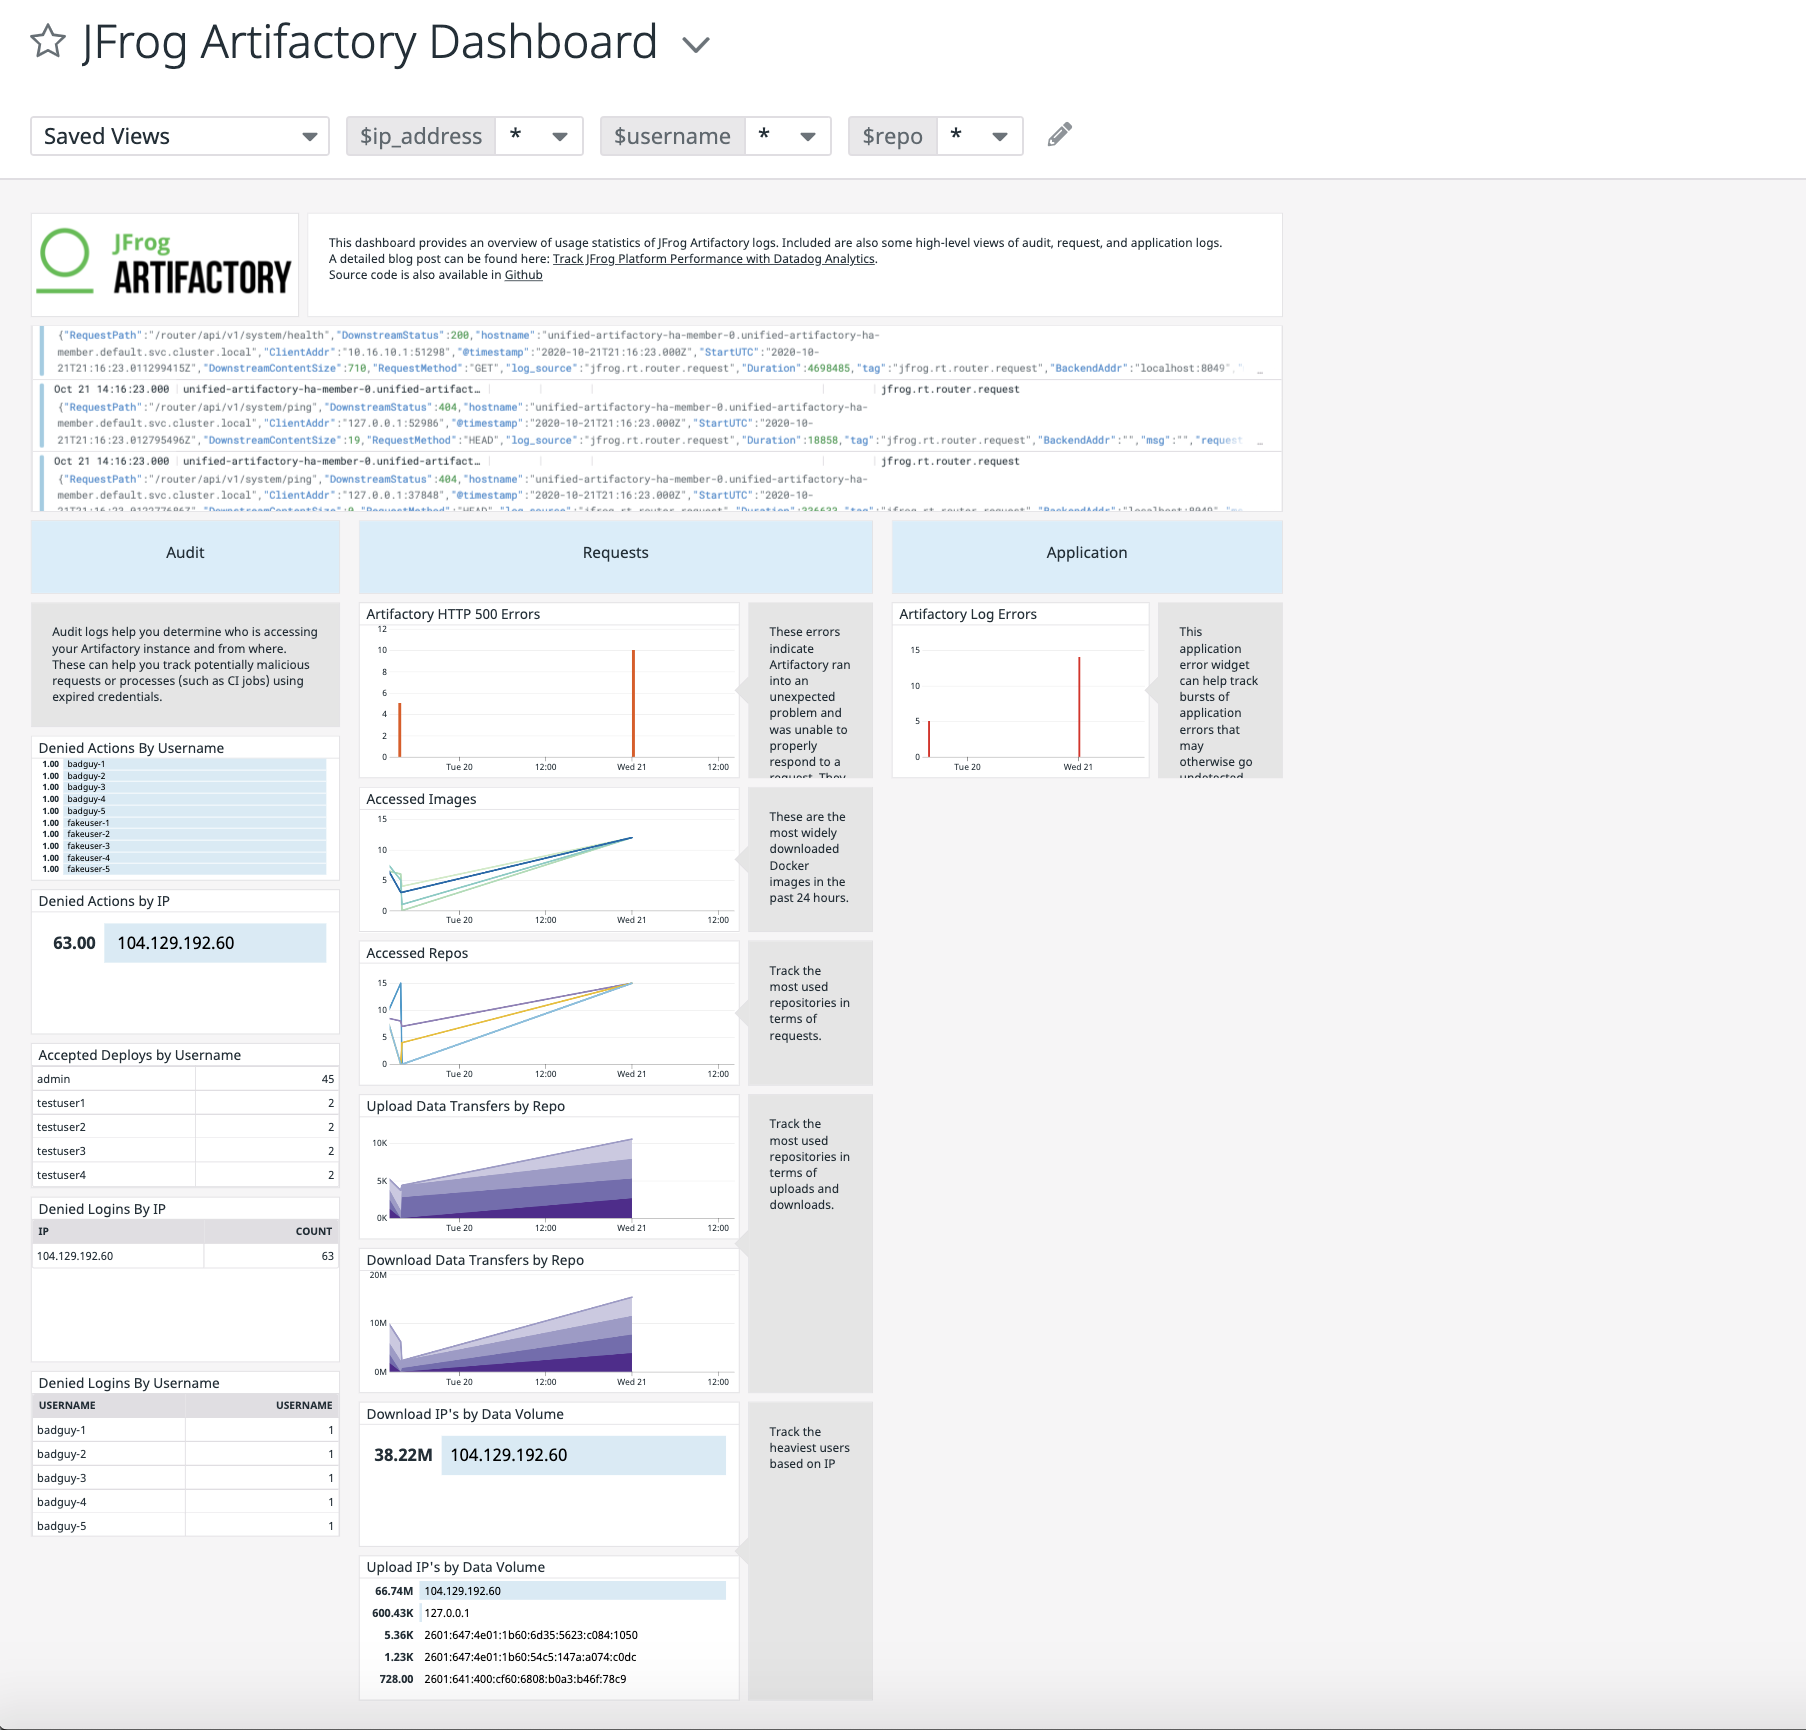 JFrog Artifactory Dashboard
Saved Views
$ip_address *
$username *
$repo *
JFrog
ARTIFACTORY
This dashboard provides an overview of usage statistics of JFrog Artifactory logs. Included are also some high-level views of audit, request, and application logs.
A detailed blog post can be found here: Track JFrog Platform Performance with Datadog Analytics.
Source code is also available in Github
{"RequestPath":"/router/api/v1/system/health","DownstreamStatus":200,"hostname":"unified-artifactory-ha-member-0.unified-artifactory-ha-
member.default.svc.cluster.local","ClientAddr":"10.16.10.1:51298","@timestamp":"2020-10-21T21:16:23.000Z","StartUTC":"2020-10-
21T21:16:23.011299415Z","DownstreamContentSize":710,"RequestMethod":"GET","log_source":"jfrog.rt.router.request","Duration":4698485,"tag":"jfrog.rt.router.request","BackendAddr":"localhost:8049","
Oct 21 14:16:23.000 unified-artifactory-ha-member-0.unified-artifact… jfrog.rt.router.request
{"RequestPath":"/router/api/v1/system/ping","DownstreamStatus":404,"hostname":"unified-artifactory-ha-member-0.unified-artifactory-ha-
member.default.svc.cluster.local","ClientAddr":"127.0.0.1:52986","@timestamp":"2020-10-21T21:16:23.000Z","StartUTC":"2020-10-
21T21:16:23.012795496Z","DownstreamContentSize":19,"RequestMethod":"HEAD","log_source":"jfrog.rt.router.request","Duration":18858,"tag":"jfrog.rt.router.request","BackendAddr":"","msg":"","request …
Oct 21 14:16:23.000 unified-artifactory-ha-member-0.unified-artifact… jfrog.rt.router.request
{"RequestPath":"/router/api/v1/system/ping","DownstreamStatus":404,"hostname":"unified-artifactory-ha-member-0.unified-artifactory-ha-
member.default.svc.cluster.local","ClientAddr":"127.0.0.1:37848","@timestamp":"2020-10-21T21:16:23.000Z","StartUTC":"2020-10-
Audit
Audit logs help you determine who is accessing
your Artifactory instance and from where.
These can help you track potentially malicious
requests or processes (such as CI jobs) using
expired credentials.
Denied Actions By Username
1.00 badguy-1
1.00 badguy-2
1.00 badguy-3
1.00 badguy-4
1.00 badguy-5
1.00 fakeuser-1
1.00 fakeuser-2
1.00 fakeuser-3
1.00 fakeuser-4
1.00 fakeuser-5
Denied Actions by IP
63.00 104.129.192.60
Accepted Deploys by Username
admin 45
testuser1 2
testuser2 2
testuser3 2
testuser4 2
Denied Logins By IP
IP COUNT
104.129.192.60 63
Denied Logins By Username
USERNAME USERNAME
badguy-1 1
badguy-2 1
badguy-3 1
badguy-4 1
badguy-5 1
Requests
Artifactory HTTP 500 Errors
12
10
8
6
4
2
0
Tue 20 12:00 Wed 21 12:00
These errors
indicate
Artifactory ran
into an
unexpected
problem and
was unable to
properly
respond to a
request. They
Accessed Images
15
10
5
0
Tue 20 12:00 Wed 21 12:00
These are the
most widely
downloaded
Docker
images in the
past 24 hours.
Accessed Repos
15
10
5
0
Tue 20 12:00 Wed 21 12:00
Track the
most used
repositories in
terms of
requests.
Upload Data Transfers by Repo
10K
5K
0K
Tue 20 12:00 Wed 21 12:00
Track the
most used
repositories in
terms of
uploads and
downloads.
Download Data Transfers by Repo
20M
10M
0M
Tue 20 12:00 Wed 21 12:00
Download IP's by Data Volume
38.22M 104.129.192.60
Track the
heaviest users
based on IP
Upload IP's by Data Volume
66.74M 104.129.192.60
600.43K 127.0.0.1
5.36K 2601:647:4e01:1b60:6d35:5623:c084:1050
1.23K 2601:647:4e01:1b60:54c5:147a:a074:c0dc
728.00 2601:641:400:cf60:6808:b0a3:b46f:78c9
Application
Artifactory Log Errors
15
10
5
0
Tue 20 Wed 21
This
application
error widget
can help track
bursts of
application
errors that
may
otherwise go
undetected